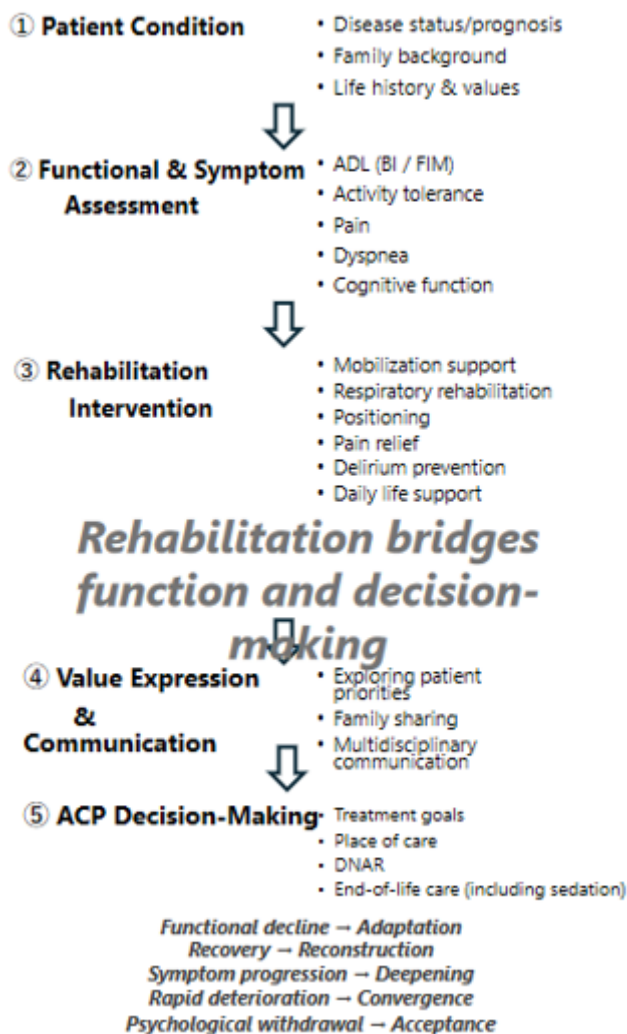 ① Patient Condition
• Disease status/prognosis
• Family background
• Life history & values
② Functional & Symptom
Assessment
• ADL (BI / FIM)
• Activity tolerance
• Pain
• Dyspnea
• Cognitive function
③ Rehabilitation
Intervention
• Mobilization support
• Respiratory rehabilitation
• Positioning
• Pain relief
• Delirium prevention
• Daily life support
Rehabilitation bridges
function and decision-
making
④ Value Expression
&
Communication
• Exploring patient
priorities
• Family sharing
• Multidisciplinary
communication
⑤ ACP Decision-Making
• Treatment goals
• Place of care
• DNAR
• End-of-life care (including sedation)
Functional decline → Adaptation
Recovery → Reconstruction
Symptom progression → Deepening
Rapid deterioration → Convergence
Psychological withdrawal → Acceptance